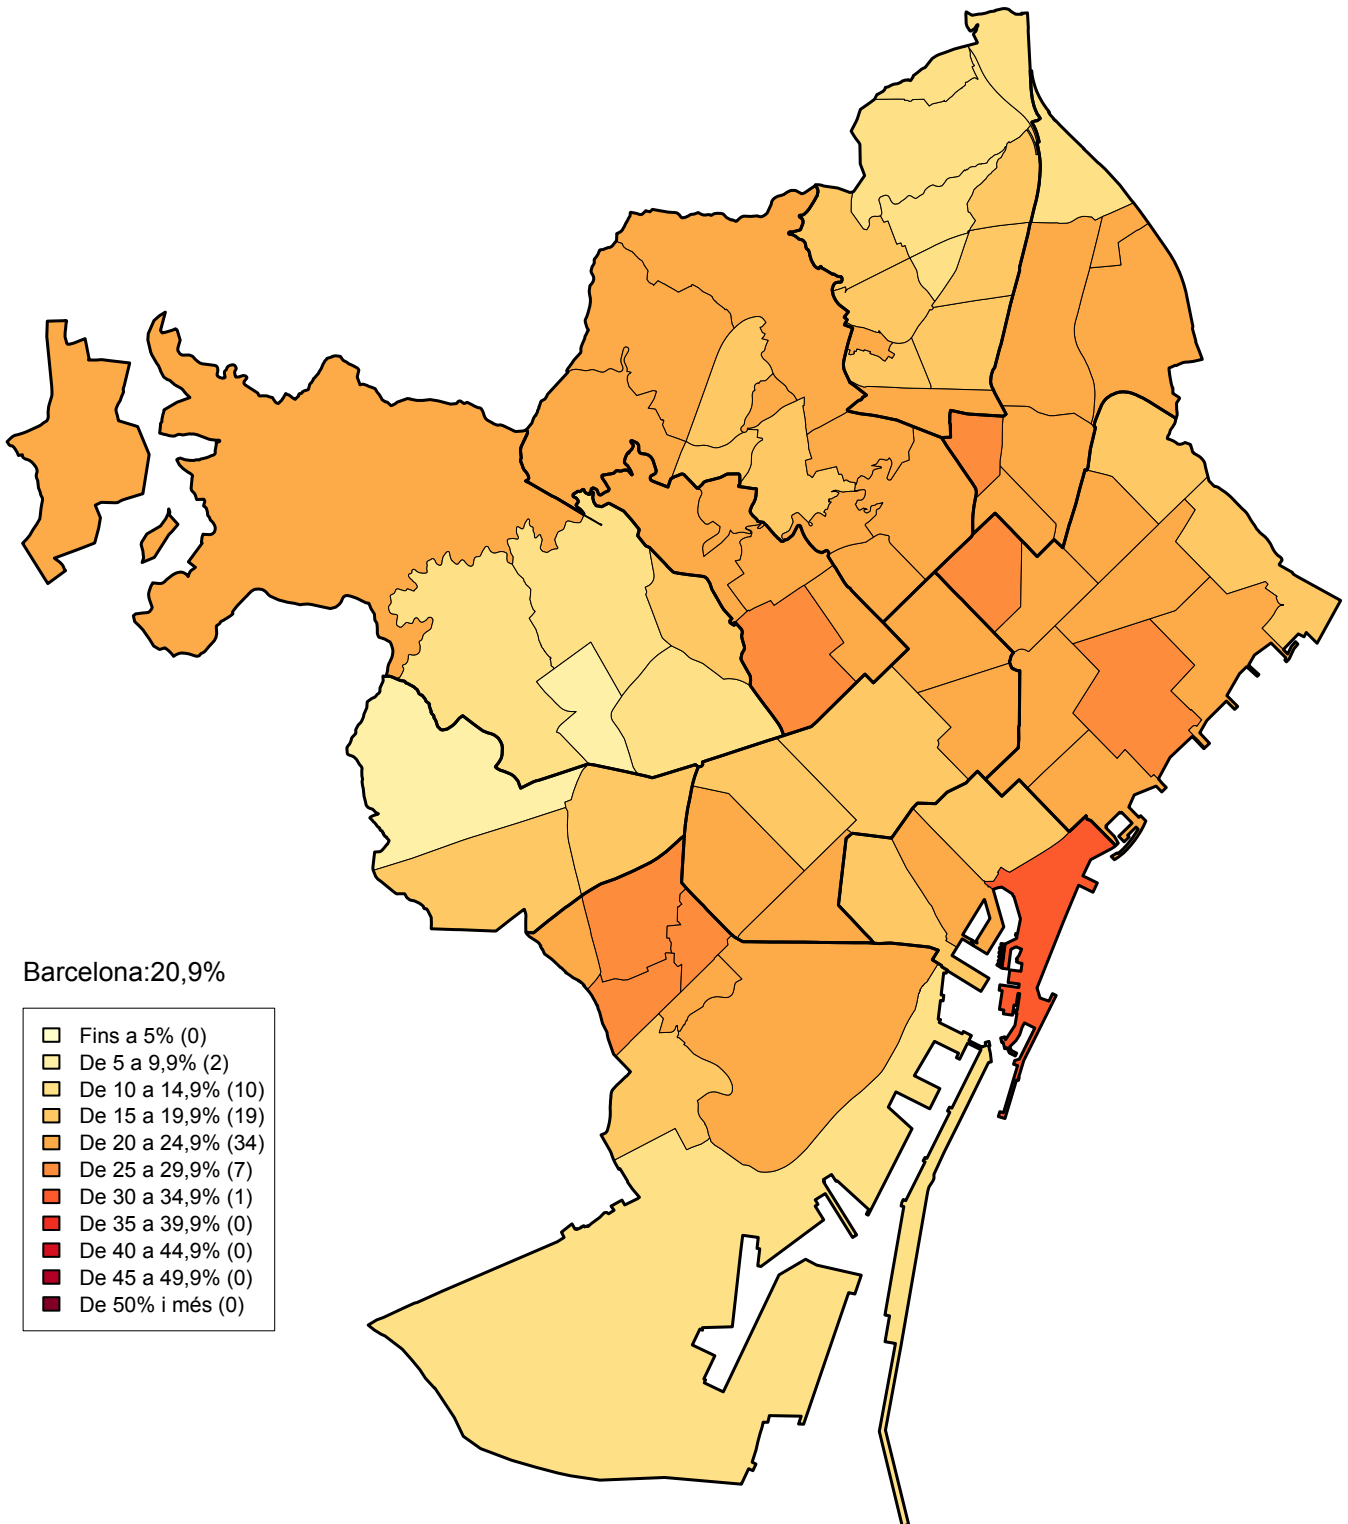 Barcelona:20,9%
Fins a 5% (0)
De 5 a 9,9% (2)
De 10 a 14,9% (10)
De 15 a 19,9% (19)
De 20 a 24,9% (34)
De 25 a 29,9% (7)
De 30 a 34,9% (1)
De 35 a 39,9% (0)
De 40 a 44,9% (0)
De 45 a 49,9% (0)
De 50% i més (0)